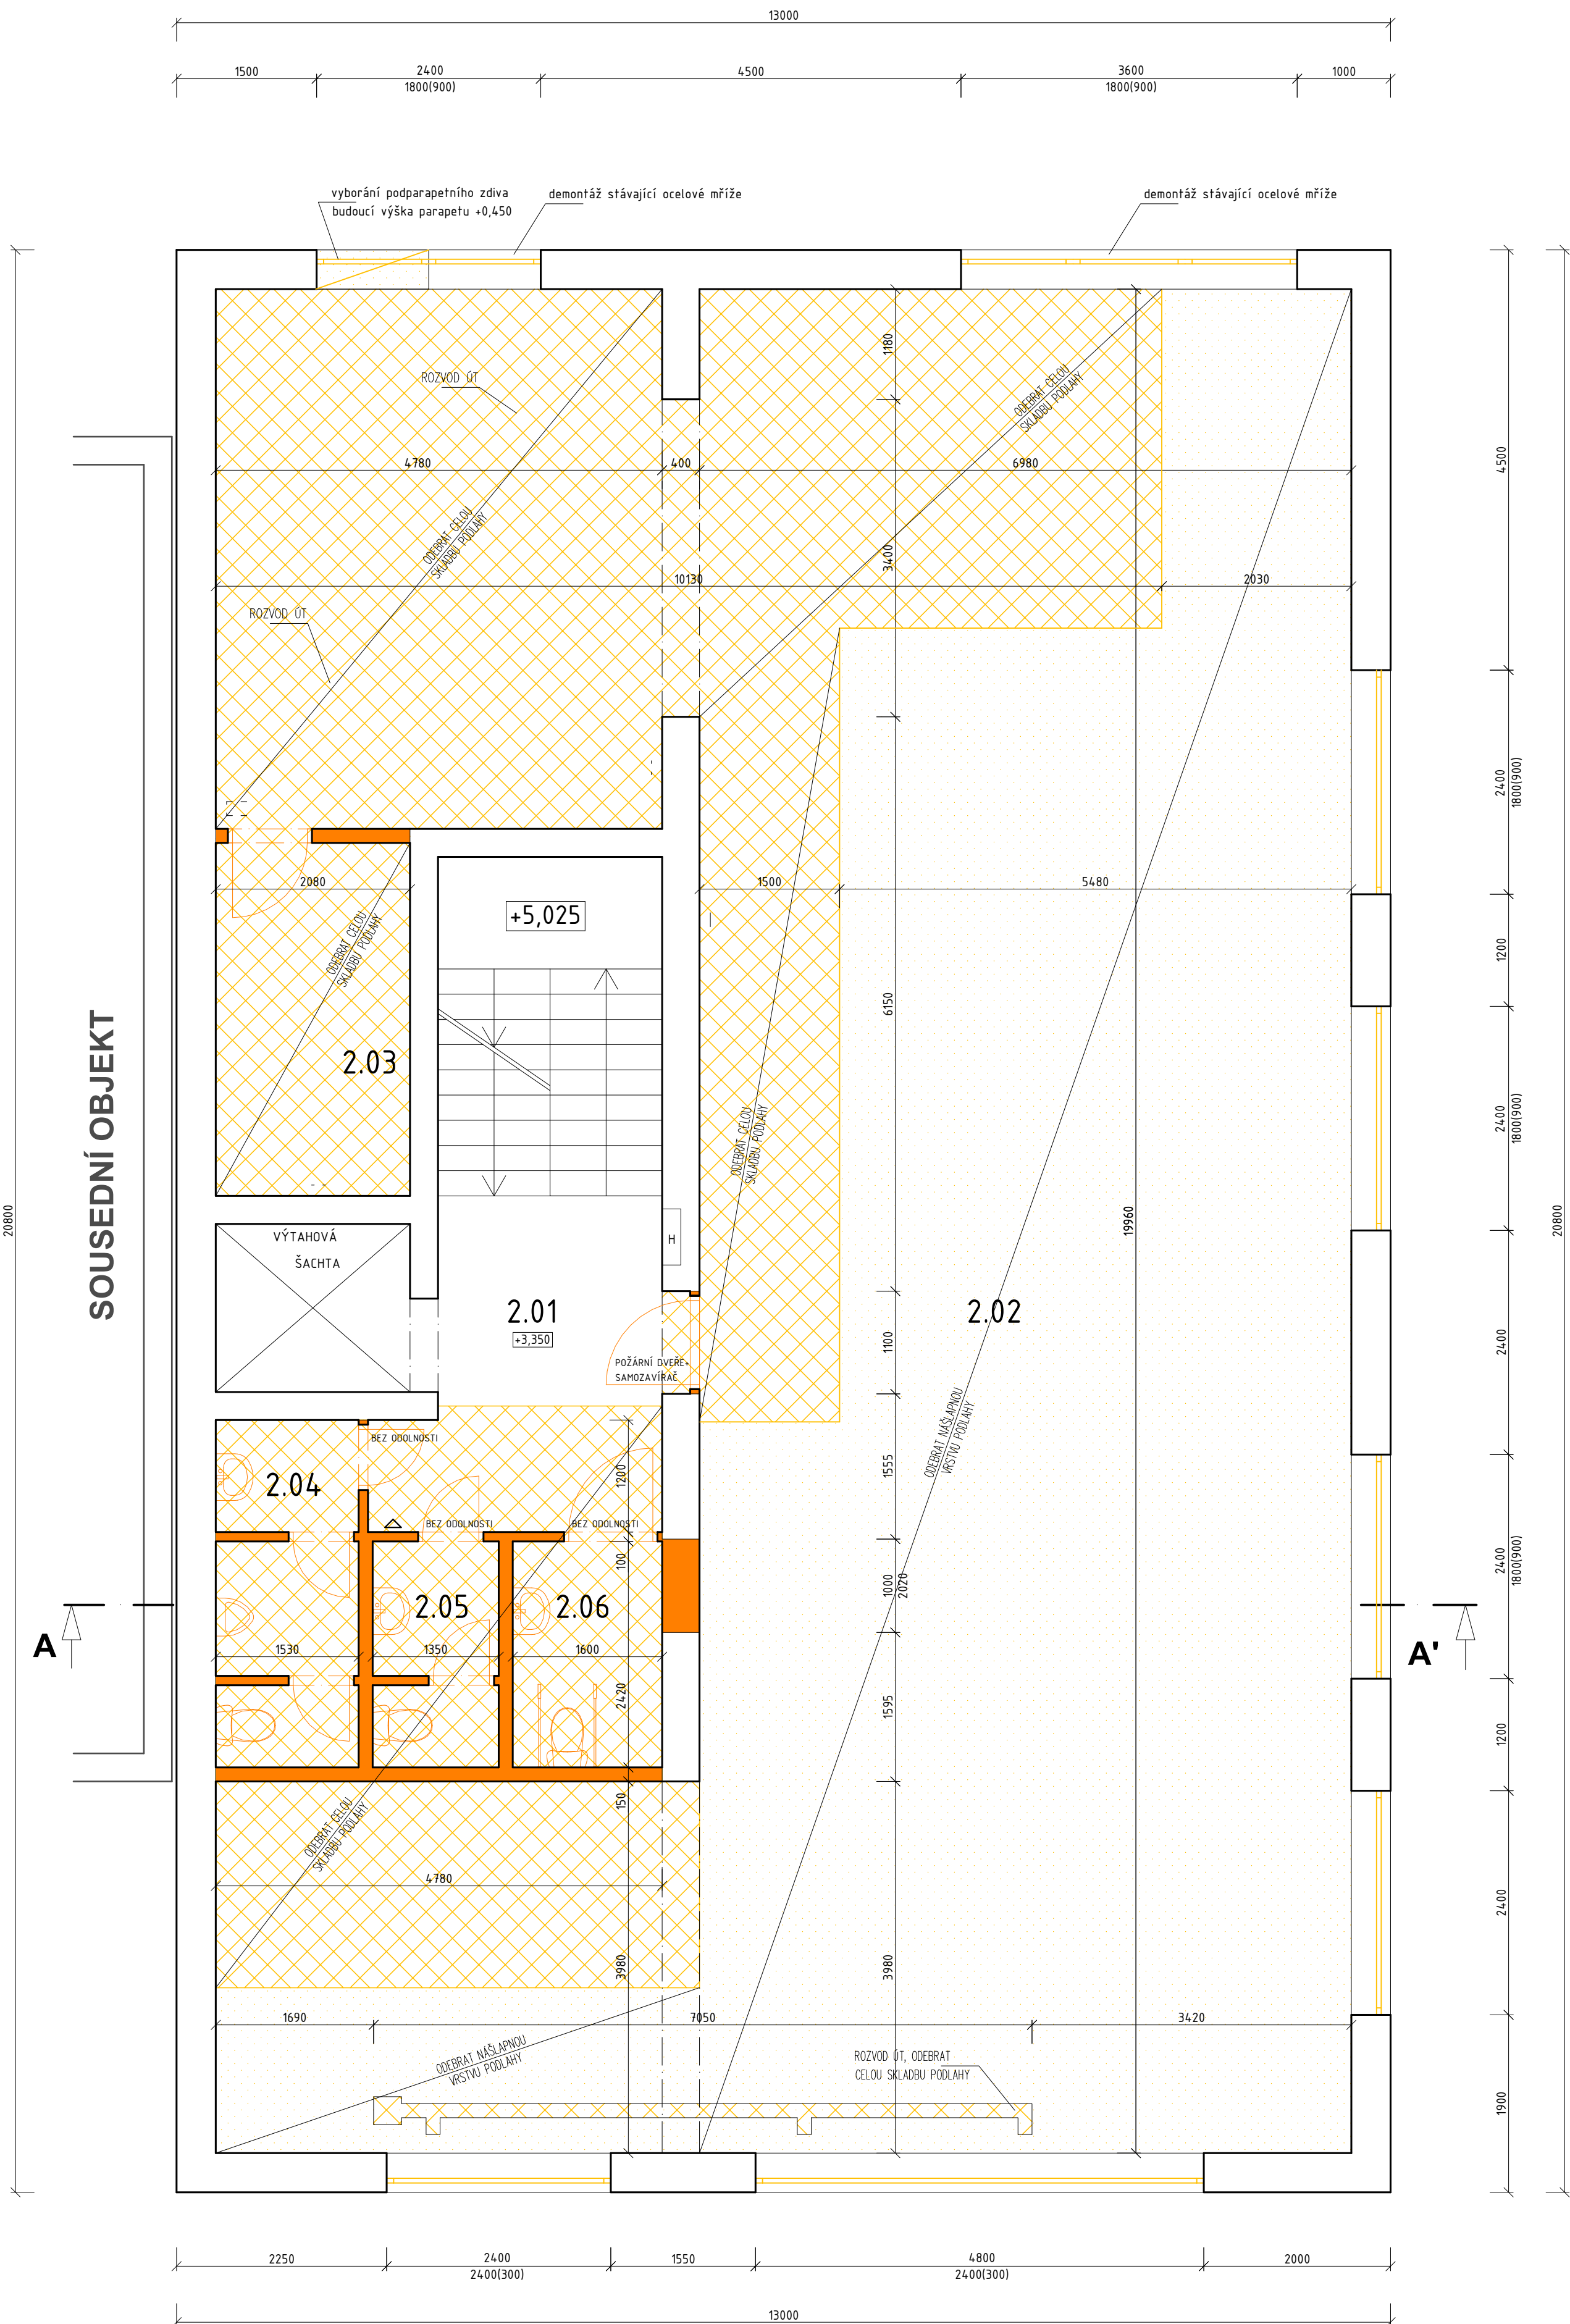 13000
1500
2400
1800(900)
4500
3600
1800(900)
1000
vyborání podparapetního zdiva
budoucí výška parapetu +0,450
demontáž stávající ocelové mříže
demontáž stávající ocelové mříže
ROZVOD ÚT
1180
ODEBRAT CELOU
SKLADBU PODLAHY
4780
400
6980
4500
ODEBRAT CELOU
SKLADBU PODLAHY
3400
10130
2030
ROZVOD ÚT
2400
1800(900)
2080
1500
5480
+5,025
ODEBRAT CELOU
SKLADBU PODLAHY
1200
6150
2.03
SOUSEDNÍ OBJEKT
ODEBRAT CELOU
SKLADBU PODLAHY
2400
1800(900)
20800
19960
20800
VÝTAHOVÁ
ŠACHTA
H
2.01
+3,350
2.02
1100
2400
POŽÁRNÍ DVEŘE+
SAMOZAVÍRAČ
ODEBRAT NÁŠLAPNOU
VRSTVU PODLAHY
BEZ ODOLNOSTI
1200
1555
2.04
BEZ ODOLNOSTI
BEZ ODOLNOSTI
100
1000
2020
2400
1800(900)
2.05
2.06
A
A'
1530
1350
1600
2420
1595
1200
150
ODEBRAT CELOU
SKLADBU PODLAHY
4780
2400
3980
3980
1690
7050
3420
ODEBRAT NÁŠLAPNOU
VRSTVU PODLAHY
ROZVOD ÚT, ODEBRAT
CELOU SKLADBU PODLAHY
1900
2250
2400
2400(300)
1550
4800
2400(300)
2000
13000